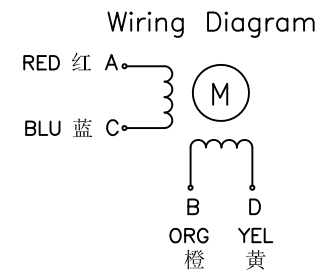 Wiring Diagram
RED 红 A
M
BLU 蓝 C
B D
ORG YEL
橙 黄